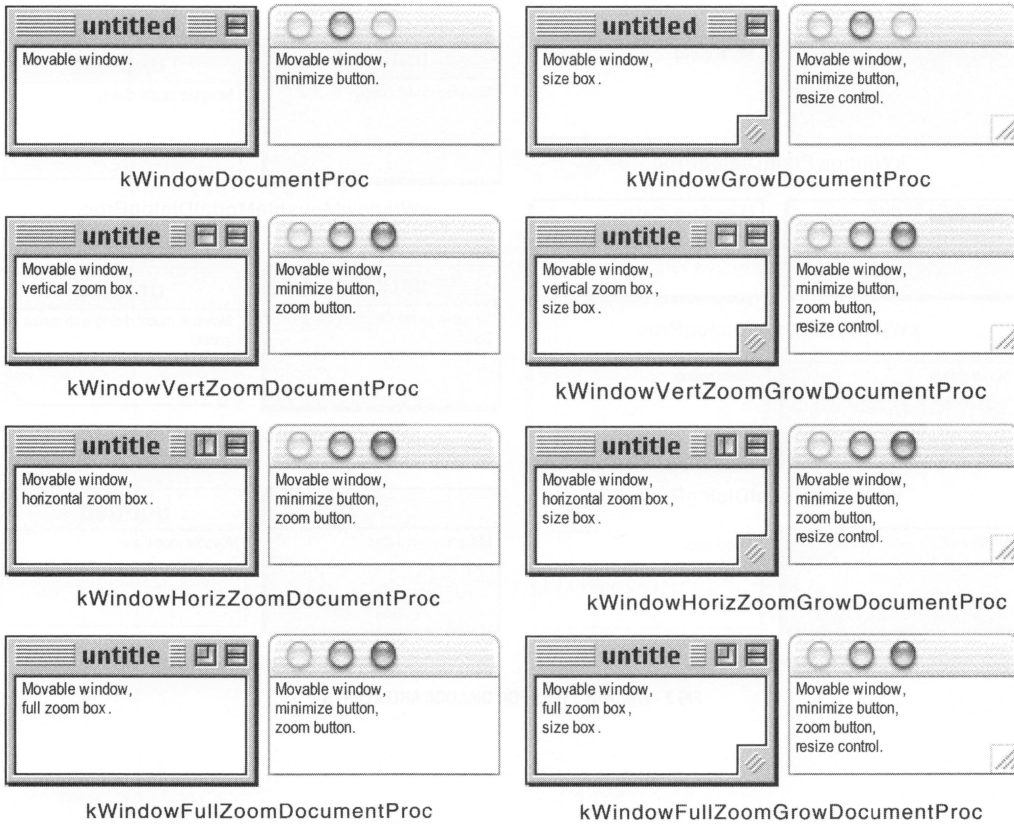 untitled
Movable window.
Movable window,
minimize button.
kWindowDocumentProc
untitled
Movable window,
size box.
Movable window,
minimize button,
resize control.
kWindowGrowDocumentProc
untitle
Movable window,
vertical zoom box.
Movable window,
minimize button,
zoom button.
kWindowVertZoomDocumentProc
untitle
Movable window,
vertical zoom box,
size box.
Movable window,
minimize button,
zoom button,
resize control.
kWindowVertZoomGrowDocumentProc
untitle
Movable window,
horizontal zoom box.
Movable window,
minimize button,
zoom button.
kWindowHorizZoomDocumentProc
untitle
Movable window,
horizontal zoom box,
size box.
Movable window,
minimize button,
zoom button,
resize control.
kWindowHorizZoomGrowDocumentProc
untitle
Movable window,
full zoom box.
Movable window,
minimize button,
zoom button.
kWindowFullZoomDocumentProc
untitle
Movable window,
full zoom box,
size box.
Movable window,
minimize button,
zoom button,
resize control.
kWindowFullZoomGrowDocumentProc